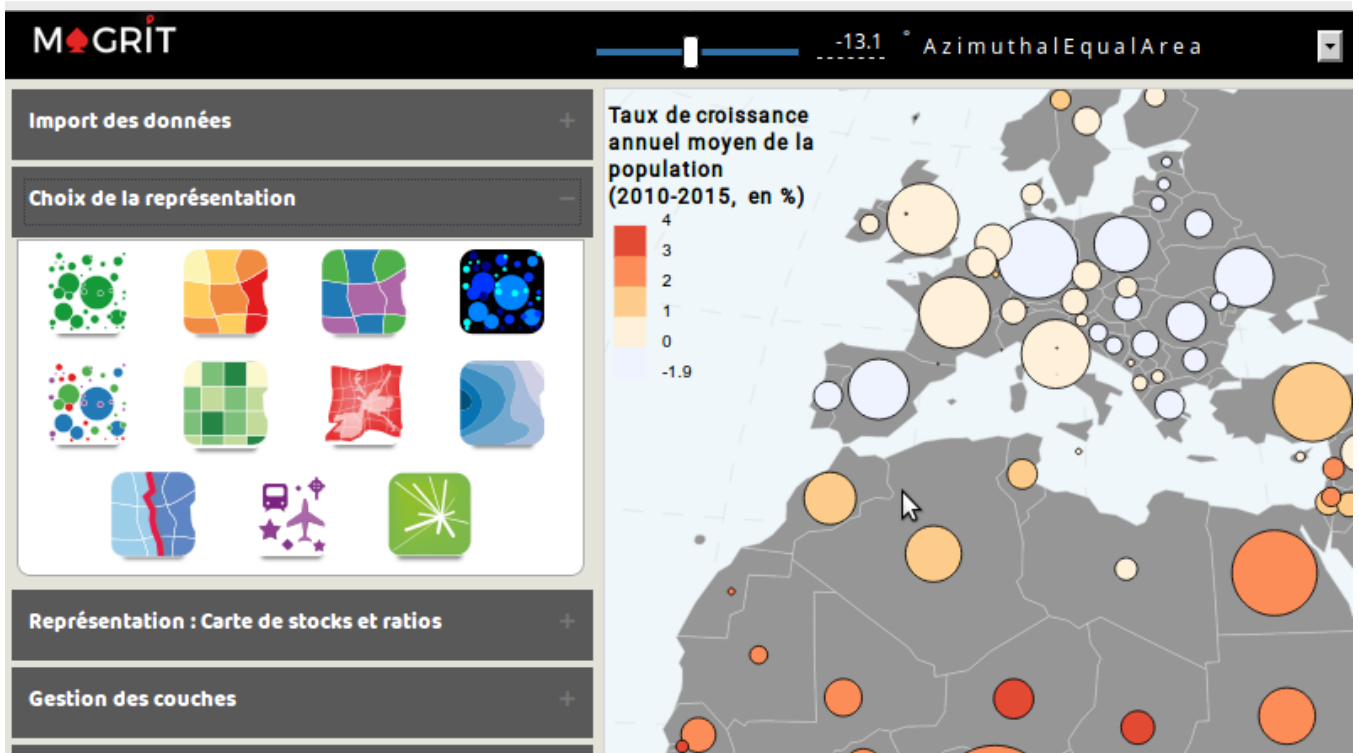 MAGRIT
-13.1 ° AzimuthalEqualArea
Import des données +
Choix de la représentation −
Représentation : Carte de stocks et ratios +
Gestion des couches +
Taux de croissance
annuel moyen de la
population
(2010-2015, en %)
4
3
2
1
0
-1.9